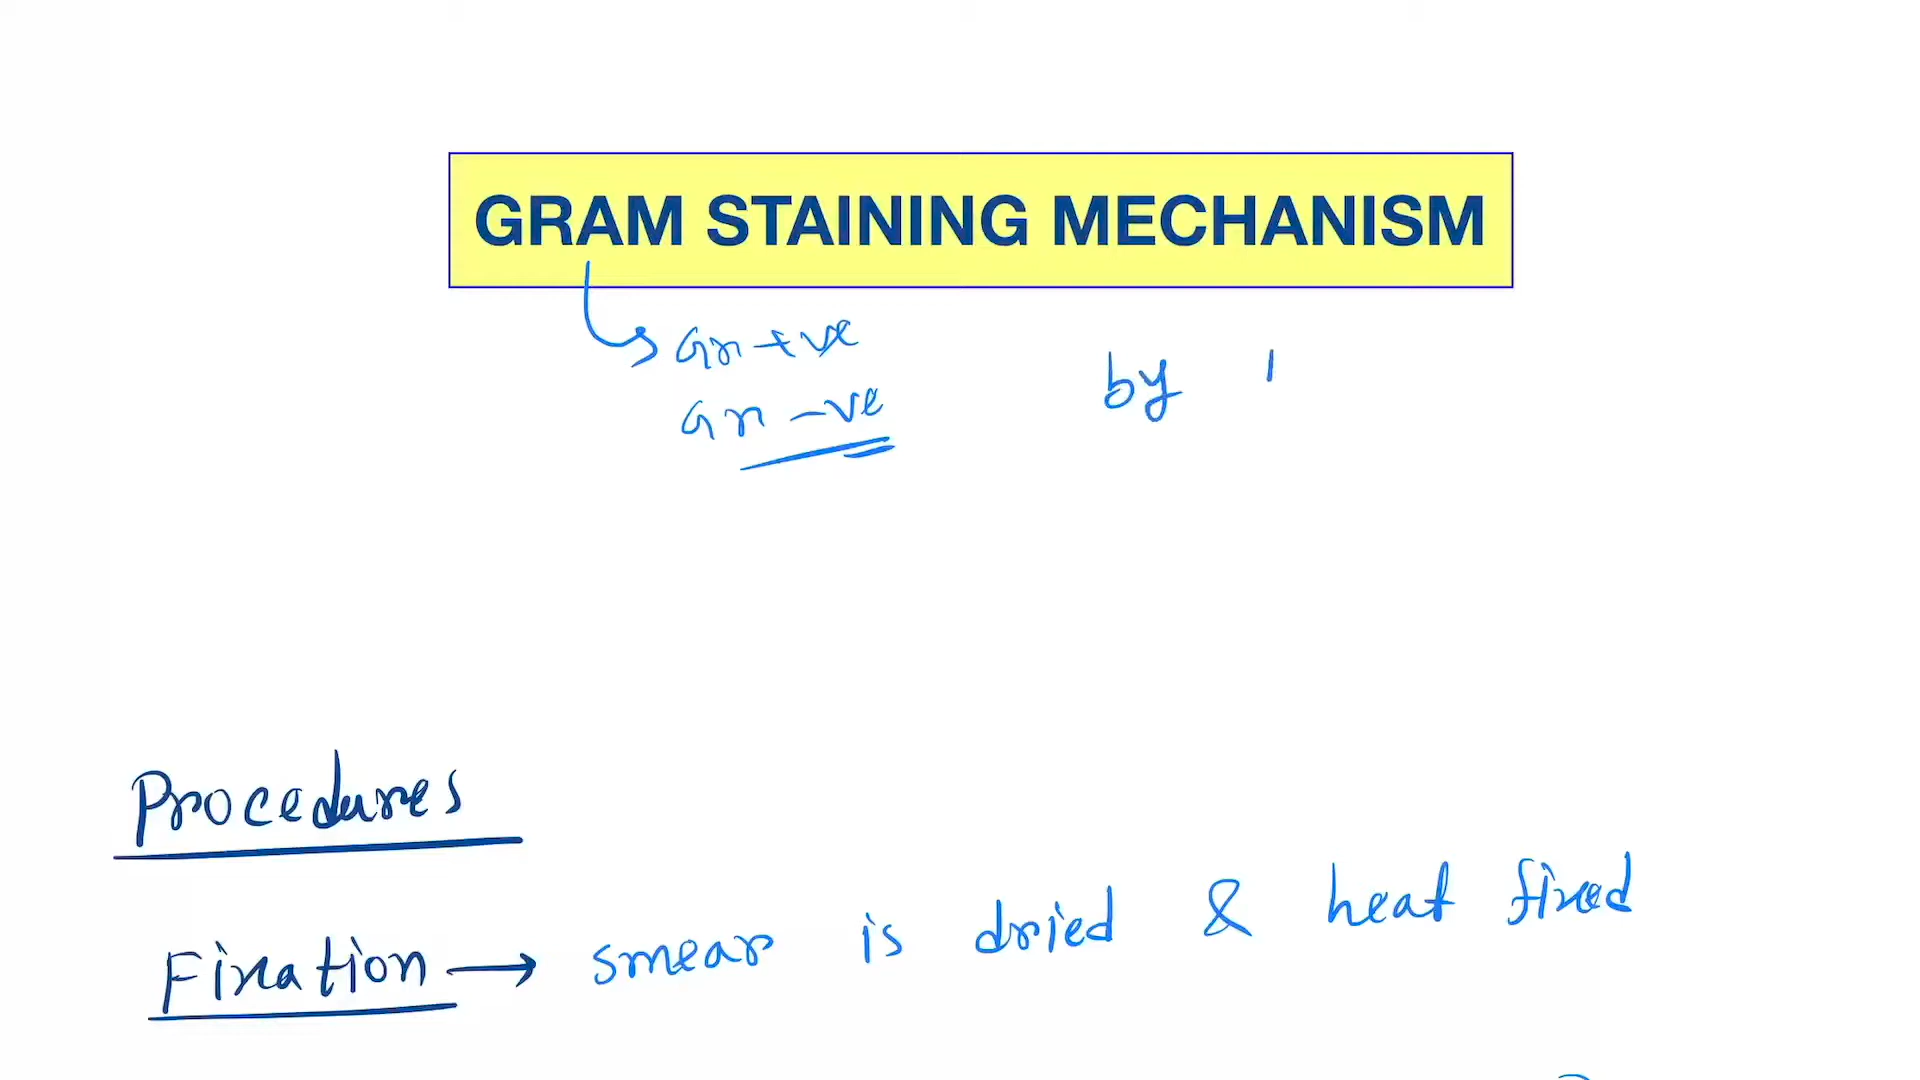 GRAM STAINING MECHANISM
Gr +ve
Gr -ve
by
Procedures
Fixation → smear is dried & heat fixed